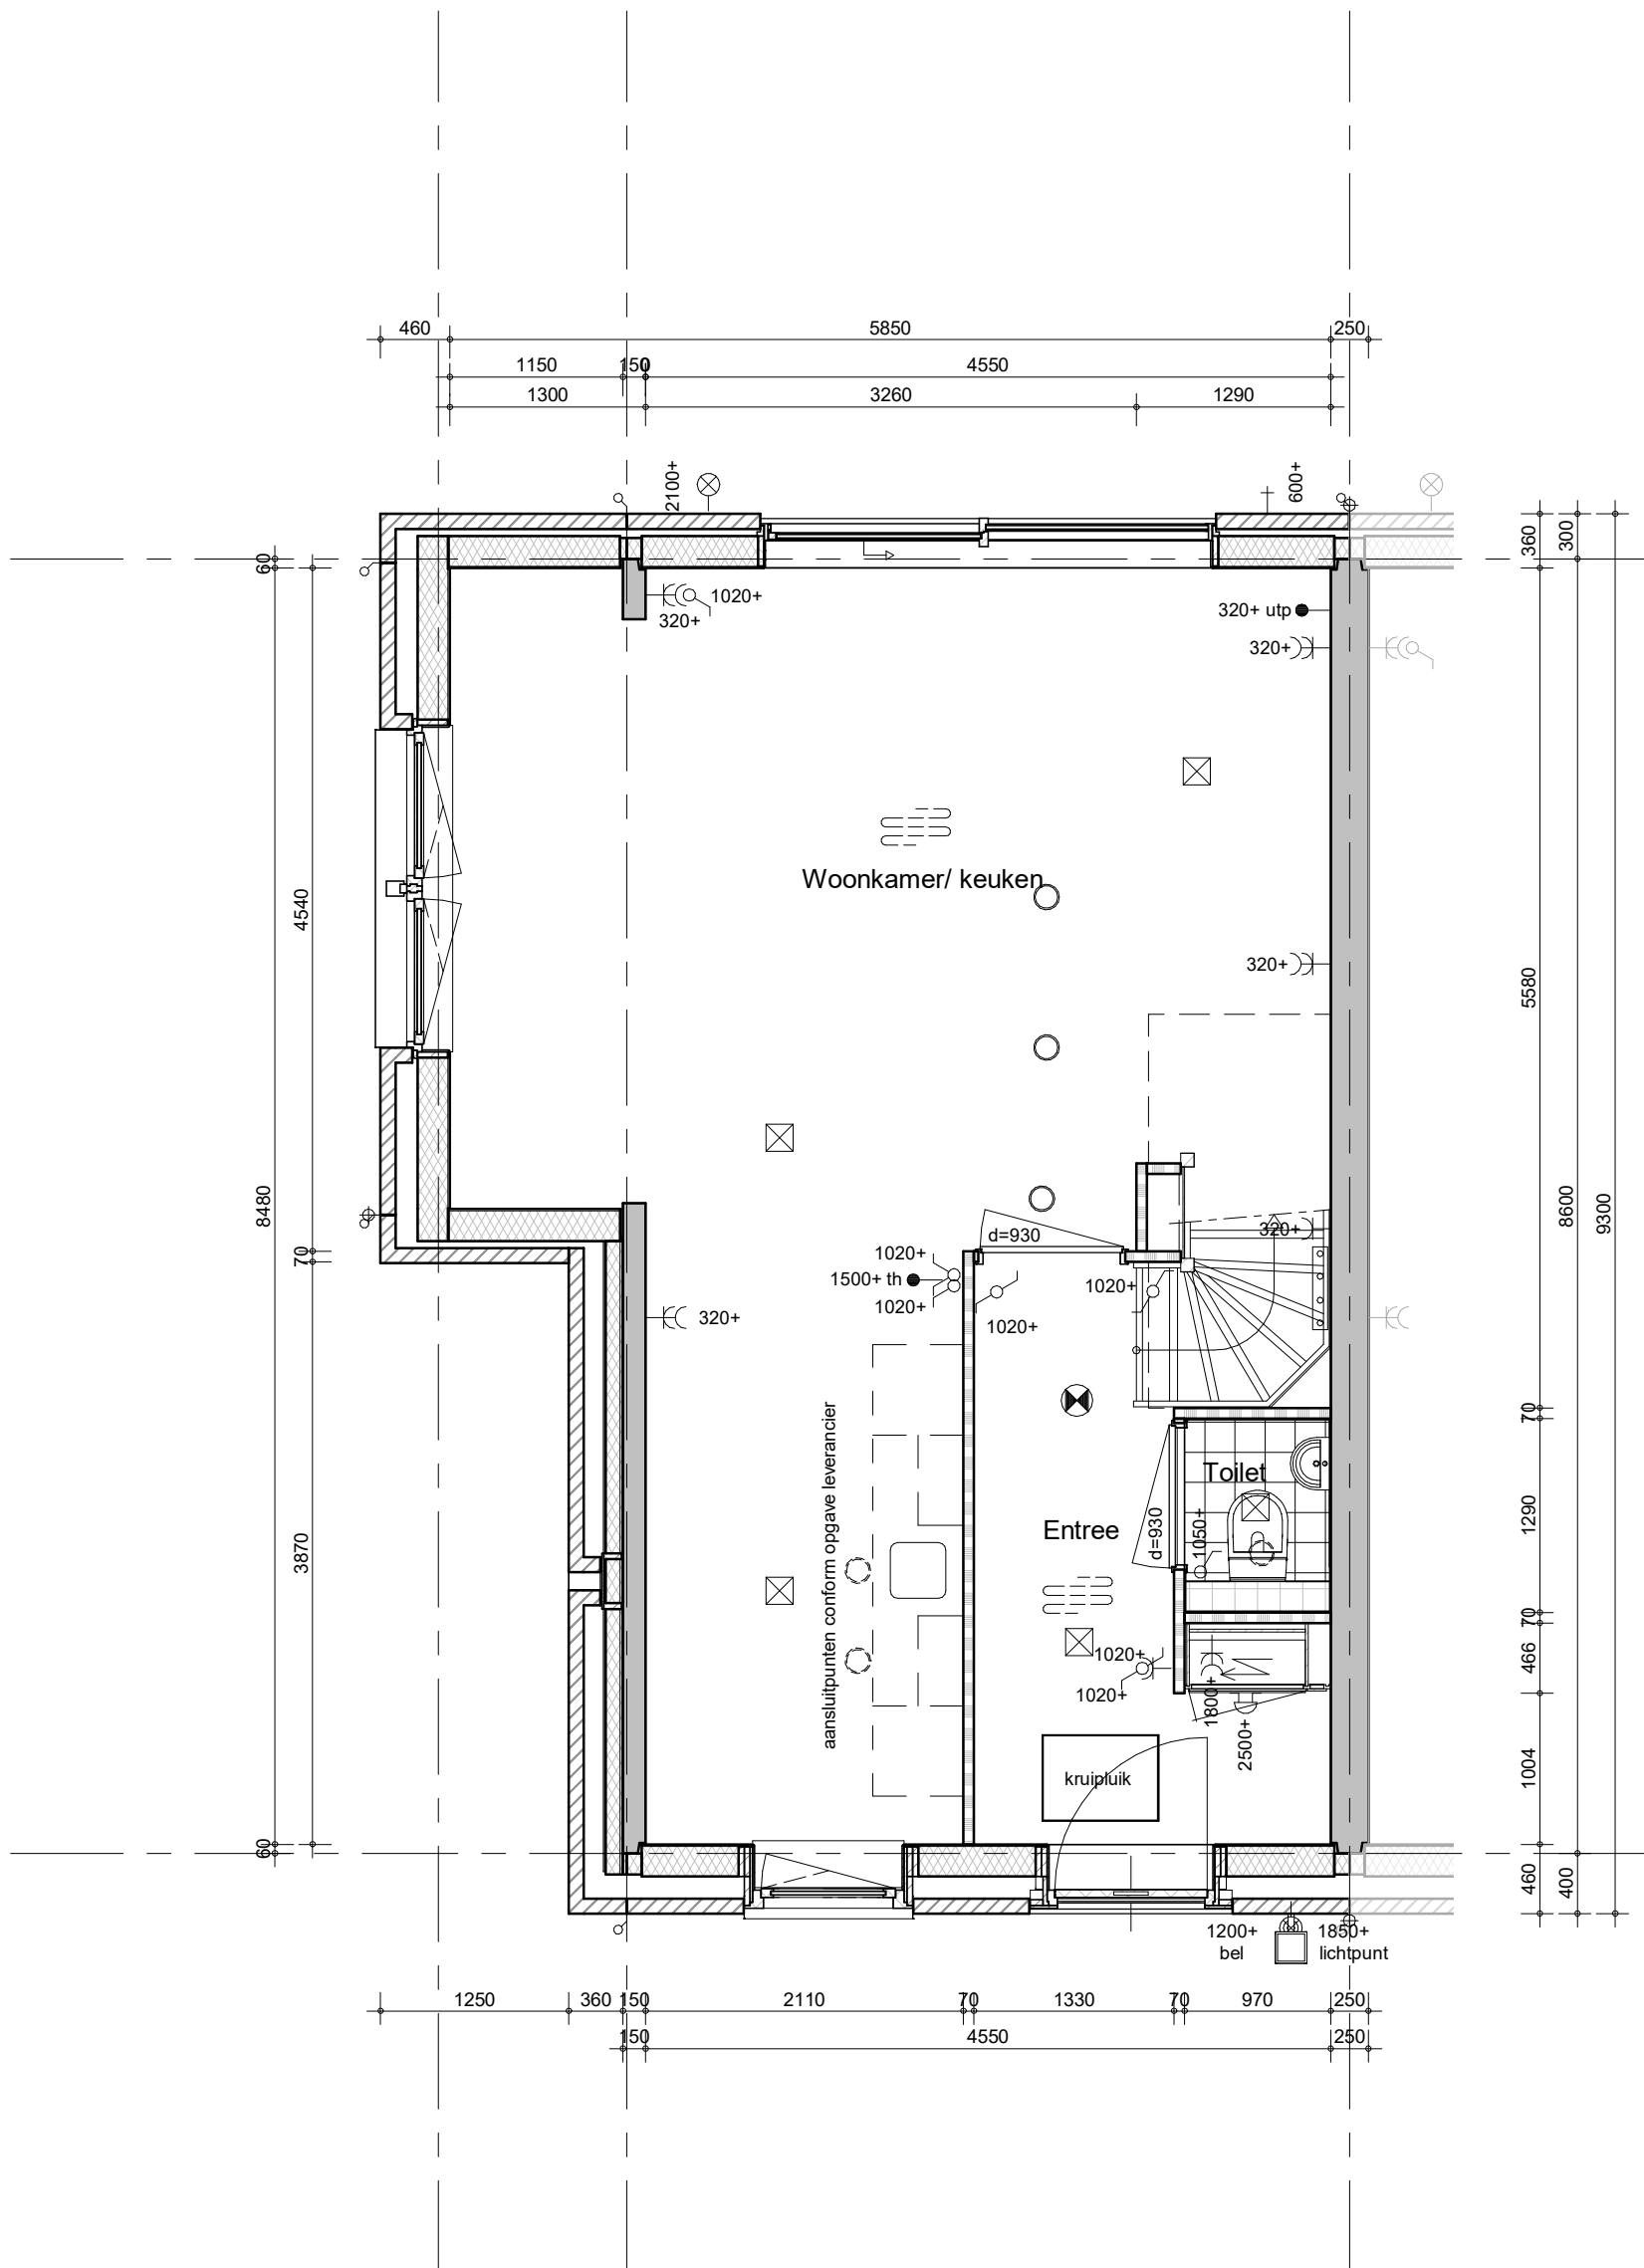 460 5850 250
1150 150 4550
1300 3260 1290
2100+ 600+
60 360 300
1020+
320+
320+ utp
320+
Woonkamer/ keuken
4540
320+
5580
8480
8600
9300
d=930
320+
1020+
1500+ th
1020+
1020+
1020+
70
320+
aansluitpunten conform opgave leverancier
70
Toilet
Entree
d=930
1050+
1290
3870
70
1020+
1020+
466
1800+
2500+
kruipluik
1004
60
460 400
1200+
bel
1850+
lichtpunt
1250 360 150 2110 70 1330 70 970 250
150 4550 250